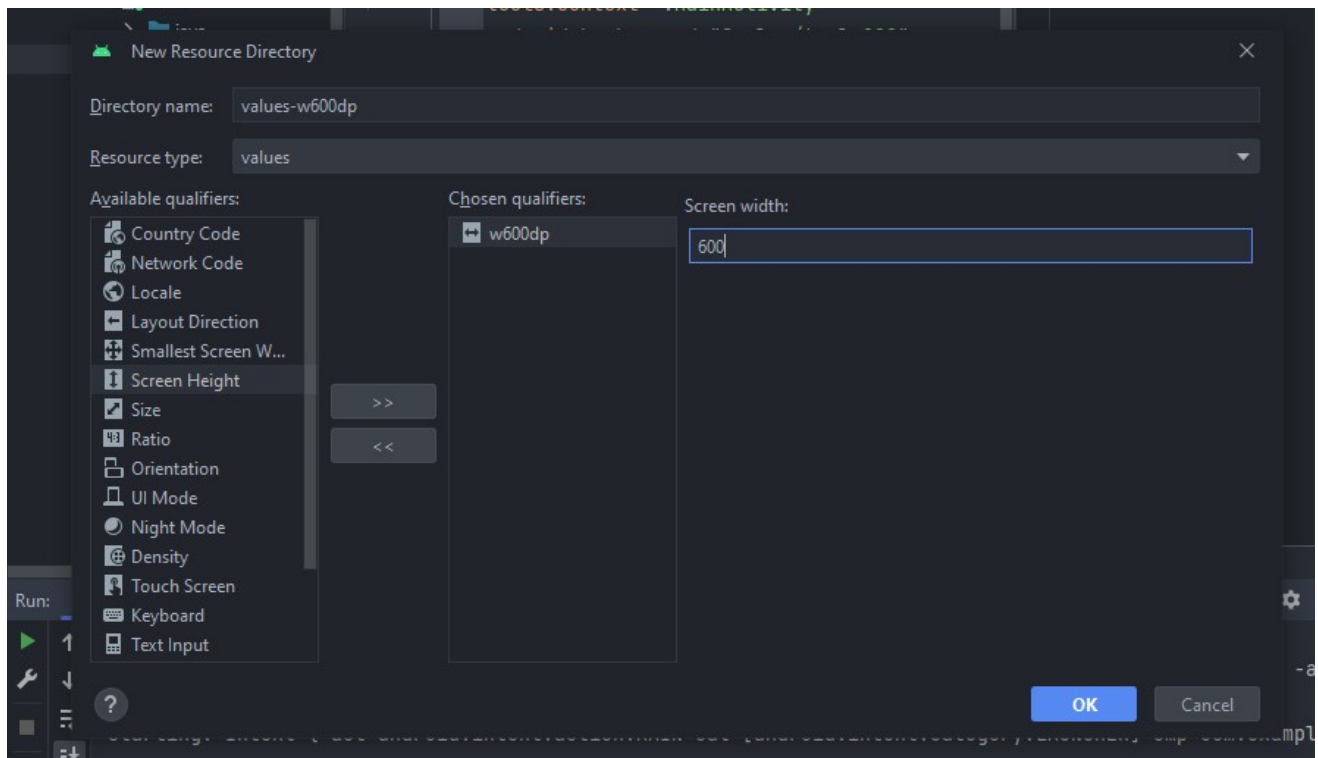 New Resource Directory
Directory name: values-w600dp
Resource type: values
Available qualifiers:
Chosen qualifiers:
Screen width:
Country Code
Network Code
Locale
Layout Direction
Smallest Screen W...
Screen Height
Size
Ratio
Orientation
UI Mode
Night Mode
Density
Touch Screen
Keyboard
Text Input
>>
<<
w600dp
600
Run:
?
OK
Cancel